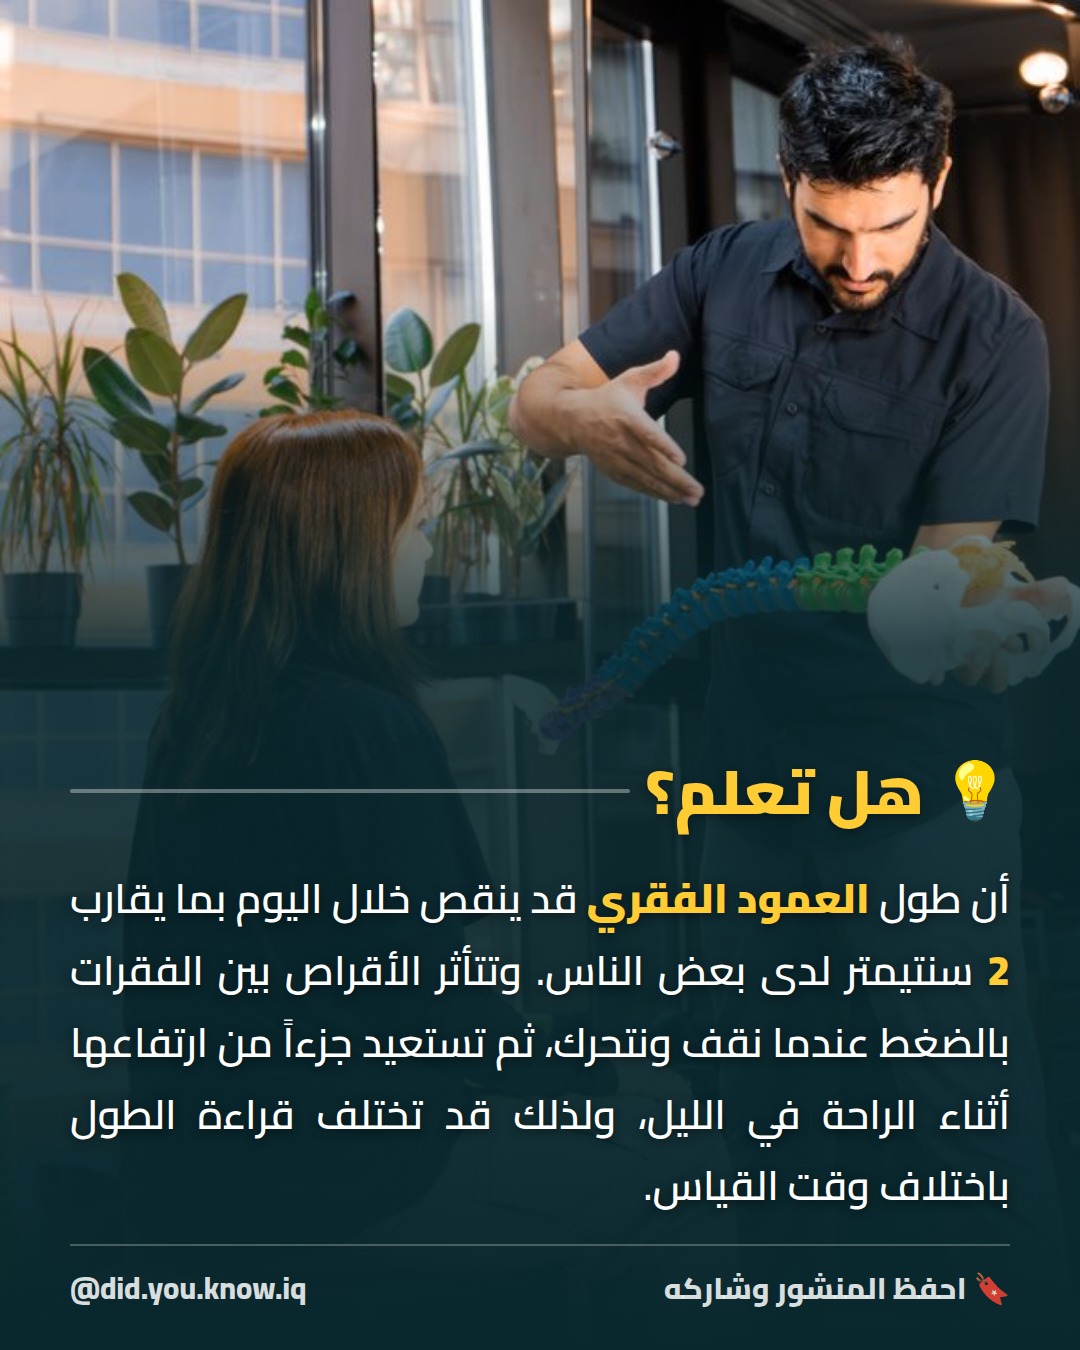 هل تعلم؟
أن طول العمود الفقري قد ينقص خلال اليوم بما يقارب
2 سنتيمتر لدى بعض الناس. وتتأثر الأقراص بين الفقرات
بالضغط عندما نقف ونتحرك، ثم تستعيد جزءاً من ارتفاعها
أثناء الراحة في الليل، ولذلك قد تختلف قراءة الطول
باختلاف وقت القياس.
احفظ المنشور وشاركه
@did.you.know.iq